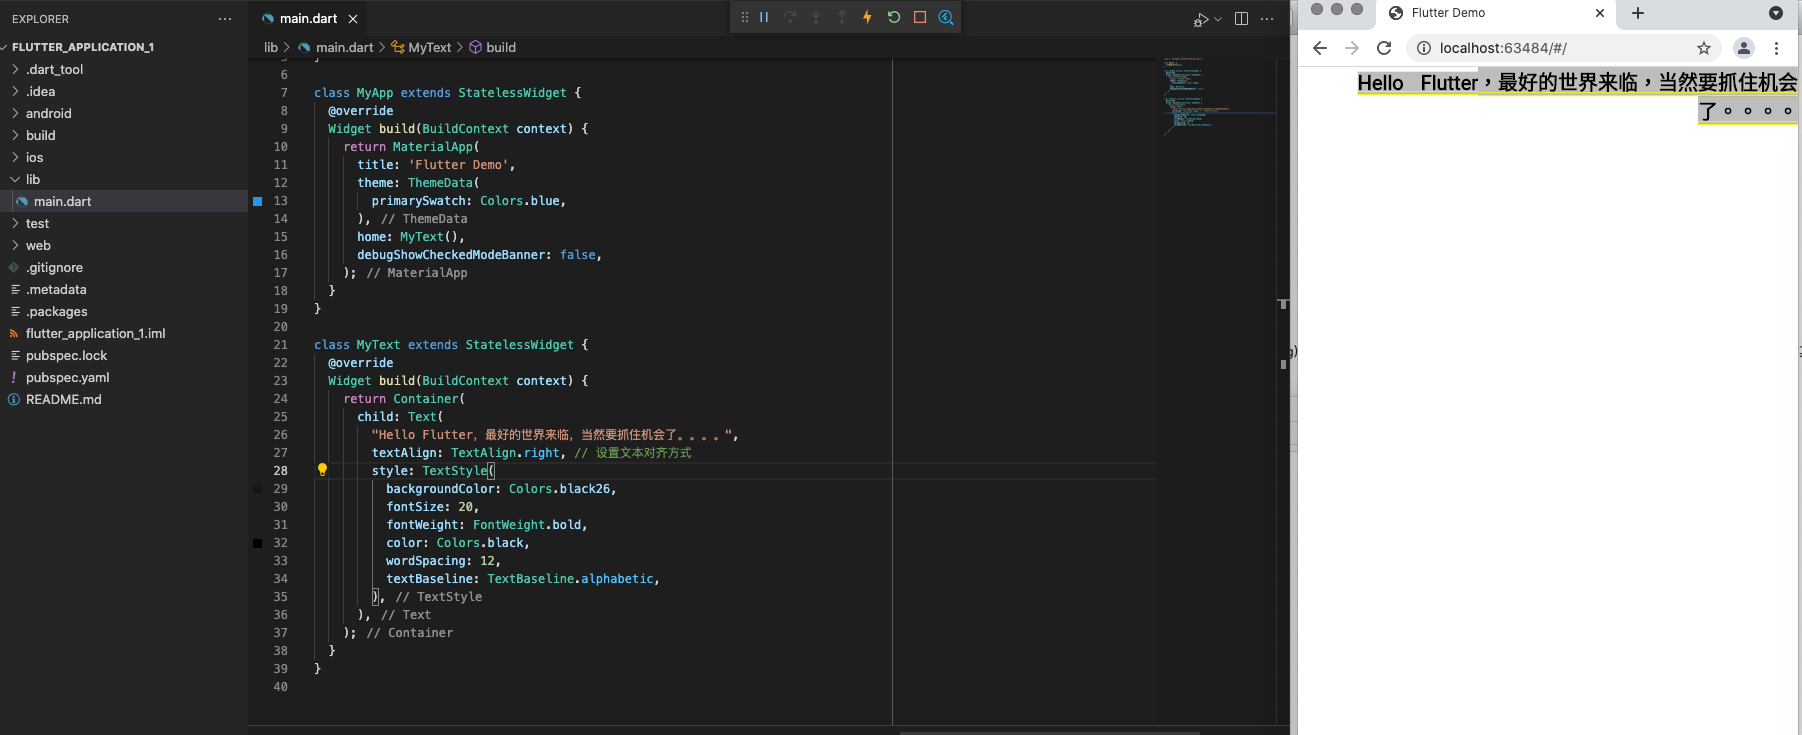 EXPLORER
FLUTTER_APPLICATION_1
.dart_tool
.idea
android
build
ios
lib
main.dart
test
web
.gitignore
.metadata
.packages
flutter_application_1.iml
pubspec.lock
pubspec.yaml
README.md
main.dart
lib > main.dart > MyText > build
6
7 class MyApp extends StatelessWidget {
8 @override
9 Widget build(BuildContext context) {
10 return MaterialApp(
11 title: 'Flutter Demo',
12 theme: ThemeData(
13 primarySwatch: Colors.blue,
14 ), // ThemeData
15 home: MyText(),
16 debugShowCheckedModeBanner: false,
17 ); // MaterialApp
18 }
19 }
20
21 class MyText extends StatelessWidget {
22 @override
23 Widget build(BuildContext context) {
24 return Container(
25 child: Text(
26 "Hello Flutter，最好的世界来临，当然要抓住机会了。。。。",
27 textAlign: TextAlign.right, // 设置文本对齐方式
28 style: TextStyle(
29 backgroundColor: Colors.black26,
30 fontSize: 20,
31 fontWeight: FontWeight.bold,
32 color: Colors.black,
33 wordSpacing: 12,
34 textBaseline: TextBaseline.alphabetic,
35 ), // TextStyle
36 ), // Text
37 ); // Container
38 }
39 }
40
Flutter Demo
localhost:63484/#/
Hello Flutter，最好的世界来临，当然要抓住机会
了。。。。